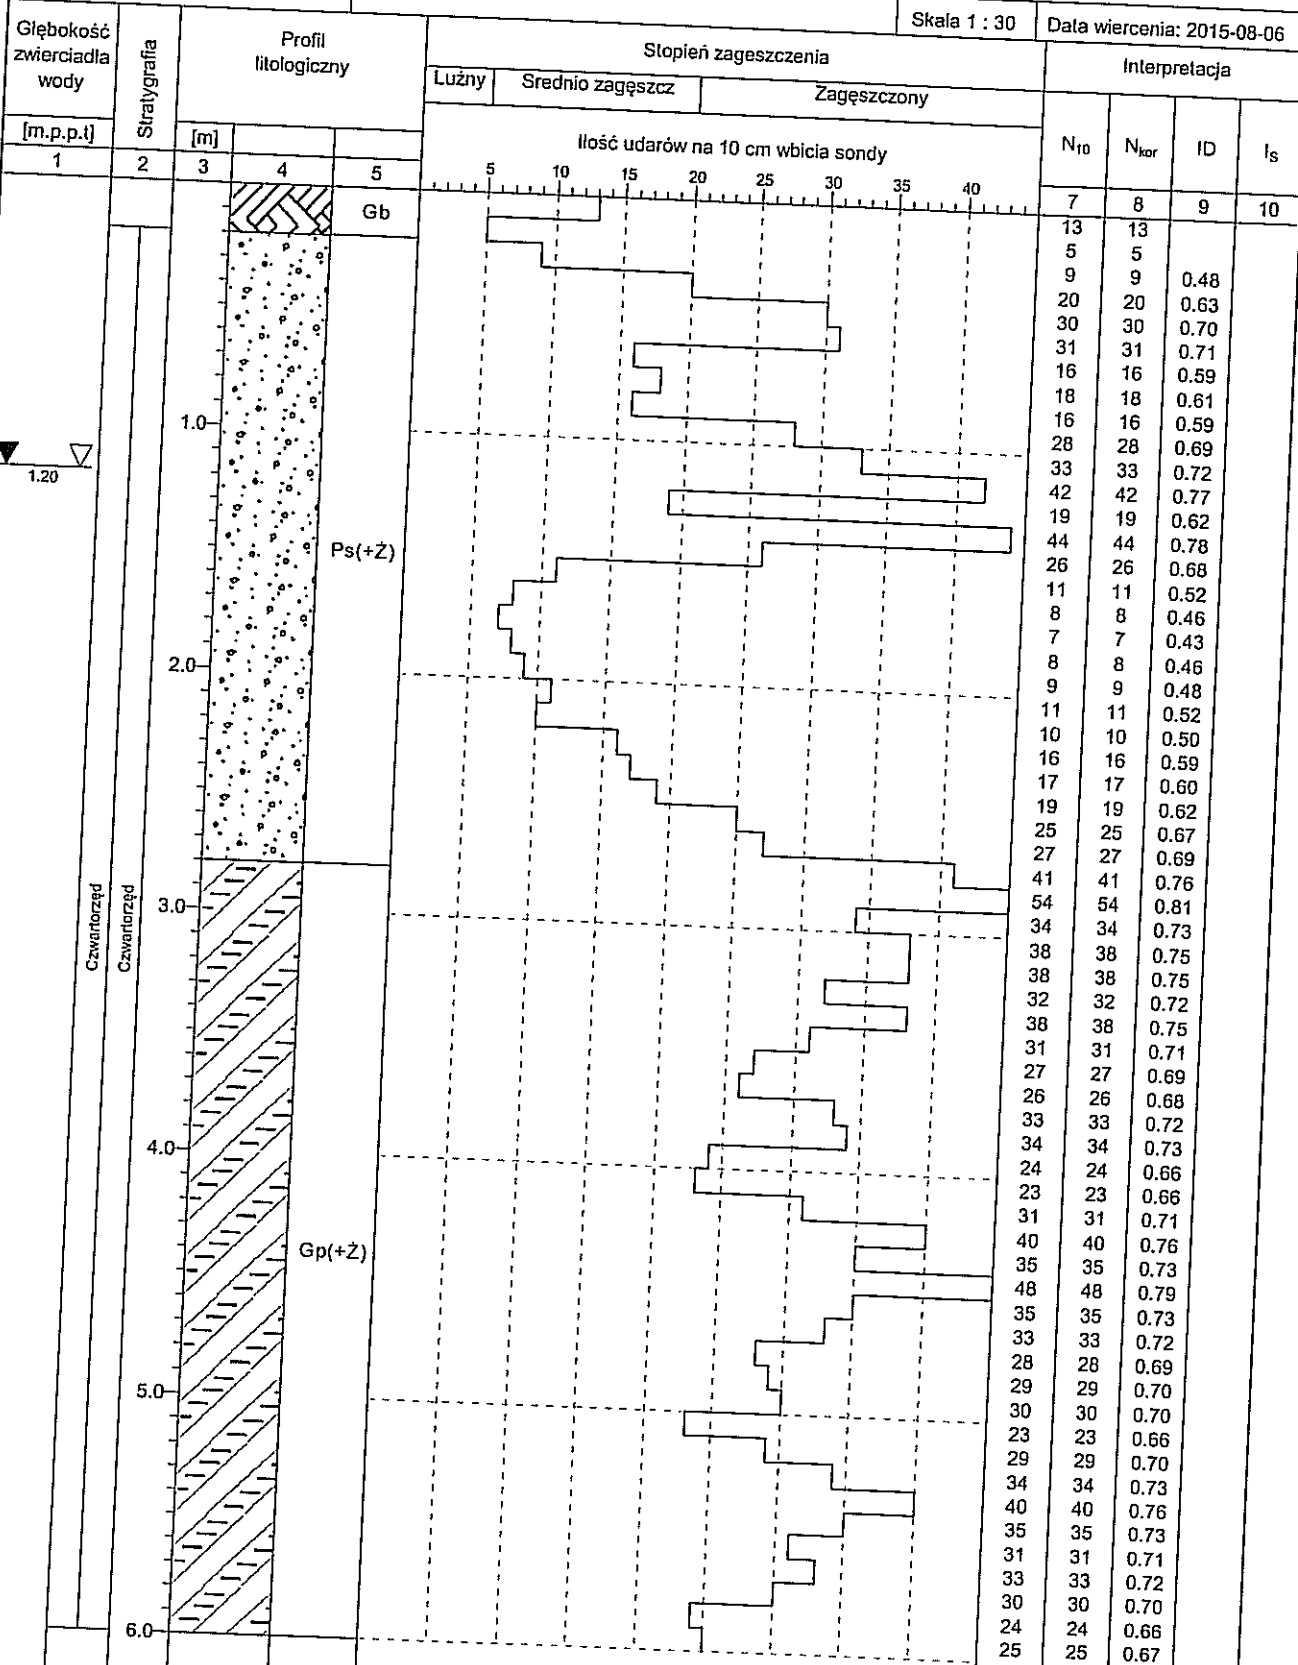 Skala 1 : 30 Data wiercenia: 2015-08-06
Głębokość zwierciadla wody
[m.p.p.t]
Stratygrafia
Profil litologiczny
[m]
Stopień zageszczenia
Luźny Srednio zagęszcz Zagęszczony
Ilość udarów na 10 cm wbicia sondy
Interpretacja
N10 Nkor ID IS
1 2 3 4 5 7 8 9 10
5 10 15 20 25 30 35 40
Gb
13 13
5 5
9 9 0.48
20 20 0.63
30 30 0.70
31 31 0.71
16 16 0.59
18 18 0.61
1.0 16 16 0.59
28 28 0.69
1.20
33 33 0.72
42 42 0.77
19 19 0.62
44 44 0.78
Ps(+Ż)
26 26 0.68
11 11 0.52
8 8 0.46
7 7 0.43
8 8 0.46
2.0 9 9 0.48
11 11 0.52
10 10 0.50
16 16 0.59
17 17 0.60
19 19 0.62
25 25 0.67
27 27 0.69
41 41 0.76
54 54 0.81
3.0 34 34 0.73
Czwartorzęd
Czwartorzęd
38 38 0.75
38 38 0.75
32 32 0.72
38 38 0.75
31 31 0.71
27 27 0.69
26 26 0.68
33 33 0.72
34 34 0.73
4.0 24 24 0.66
23 23 0.66
31 31 0.71
40 40 0.76
Gp(+Ż)
35 35 0.73
48 48 0.79
35 35 0.73
33 33 0.72
28 28 0.69
29 29 0.70
5.0 30 30 0.70
23 23 0.66
29 29 0.70
34 34 0.73
40 40 0.76
35 35 0.73
31 31 0.71
33 33 0.72
30 30 0.70
24 24 0.66
6.0 25 25 0.67